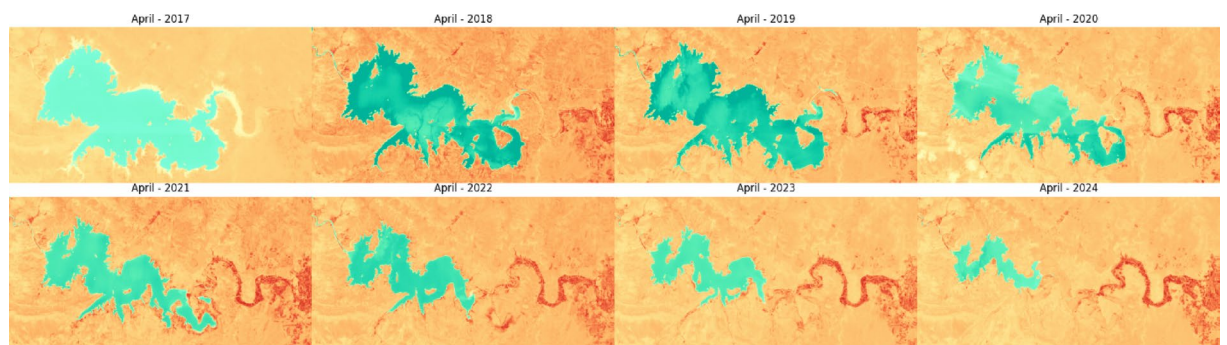 April - 2017
April - 2018
April - 2019
April - 2020
April - 2021
April - 2022
April - 2023
April - 2024